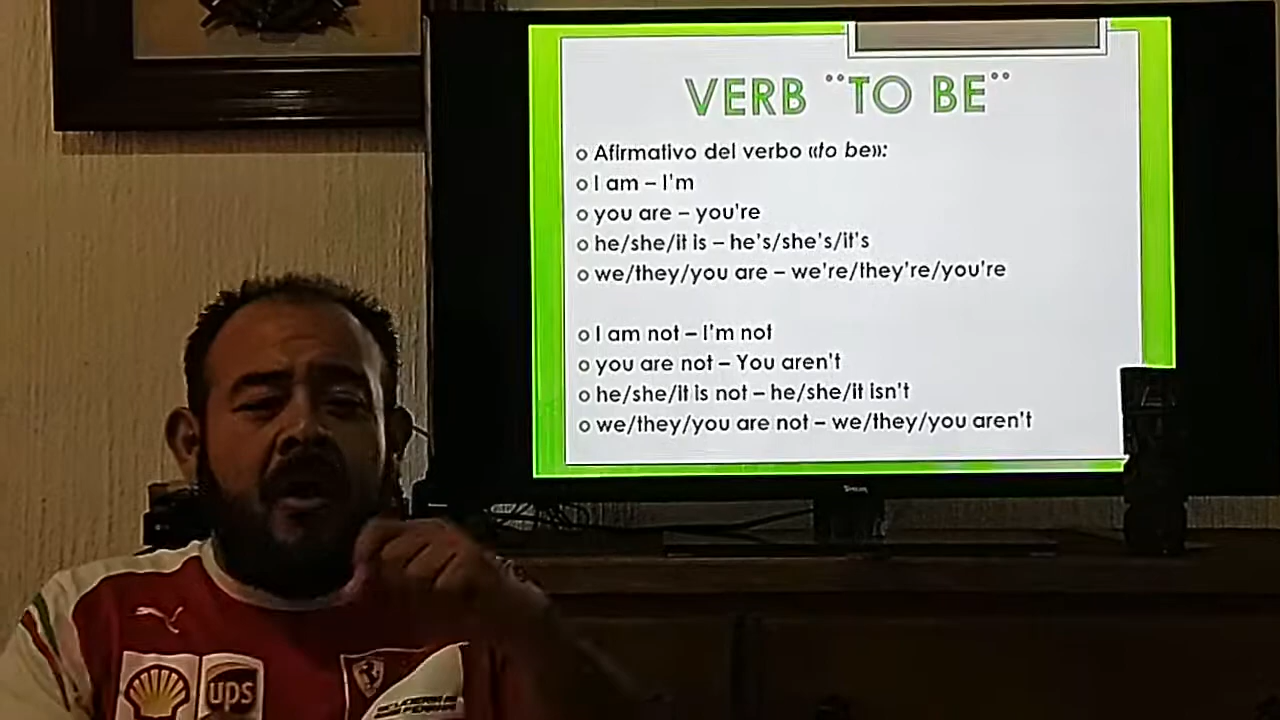 VERB ¨TO BE¨
Afirmativo del verbo «to be»:
I am – I'm
you are – you're
he/she/it is – he's/she's/it's
we/they/you are – we're/they're/you're
I am not – I'm not
you are not – You aren't
he/she/it is not – he/she/it isn't
we/they/you are not – we/they/you aren't
ups